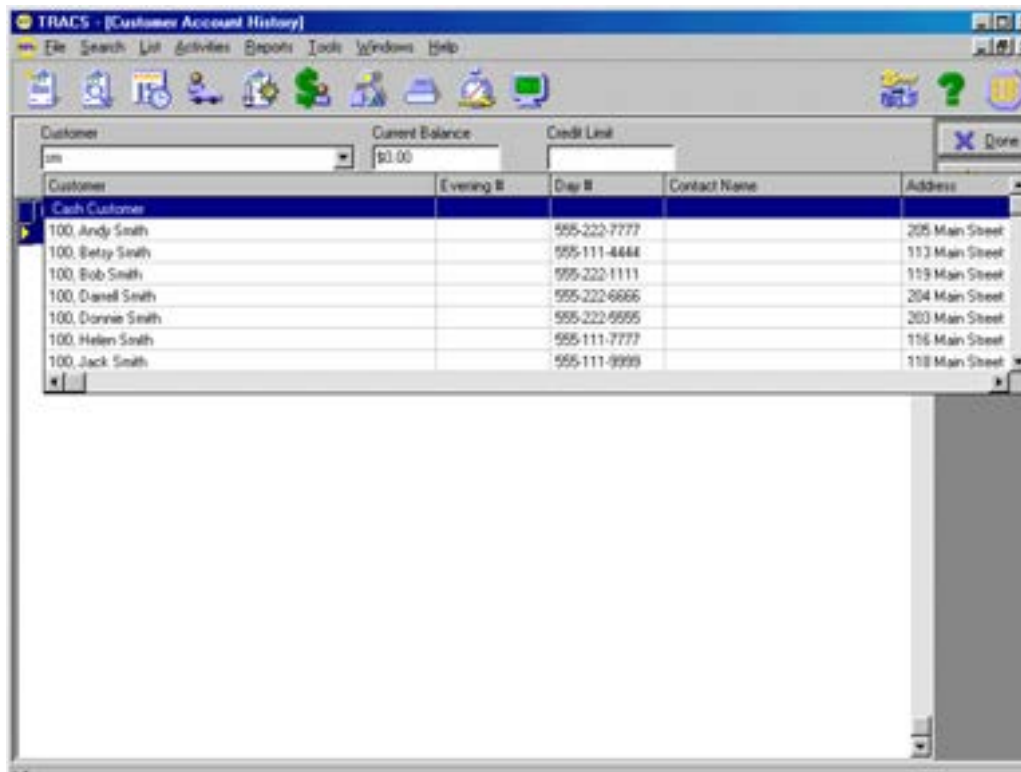 TRACS - [Customer Account History]
File Search List Activities Reports Tools Windows Help
Customer Current Balance Credit Limit
sm $0.00
Done
Customer Evening # Day # Contact Name Address
Cash Customer
100, Andy Smith 555-222-7777 205 Main Street
100, Betsy Smith 555-111-4444 113 Main Street
100, Bob Smith 555-222-1111 119 Main Street
100, Darrell Smith 555-222-6666 204 Main Street
100, Donnie Smith 555-222-5555 203 Main Street
100, Helen Smith 555-111-7777 116 Main Street
100, Jack Smith 555-111-9999 118 Main Street